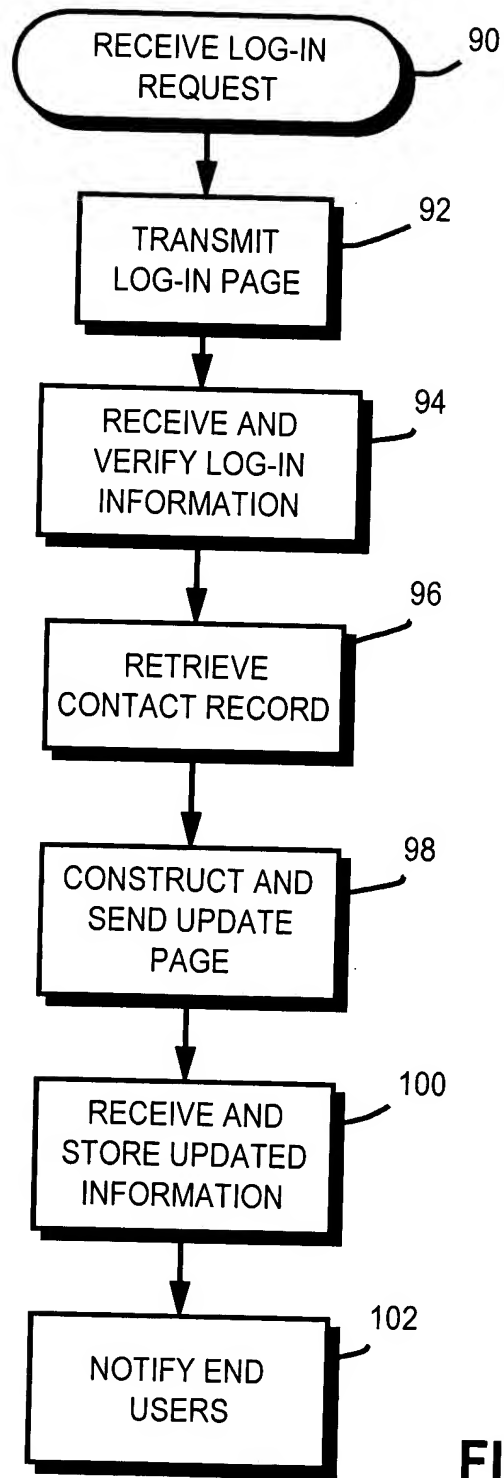 RECEIVE LOG-IN
REQUEST
90
TRANSMIT
LOG-IN PAGE
92
RECEIVE AND
VERIFY LOG-IN
INFORMATION
94
RETRIEVE
CONTACT RECORD
96
CONSTRUCT AND
SEND UPDATE
PAGE
98
RECEIVE AND
STORE UPDATED
INFORMATION
100
NOTIFY END
USERS
102